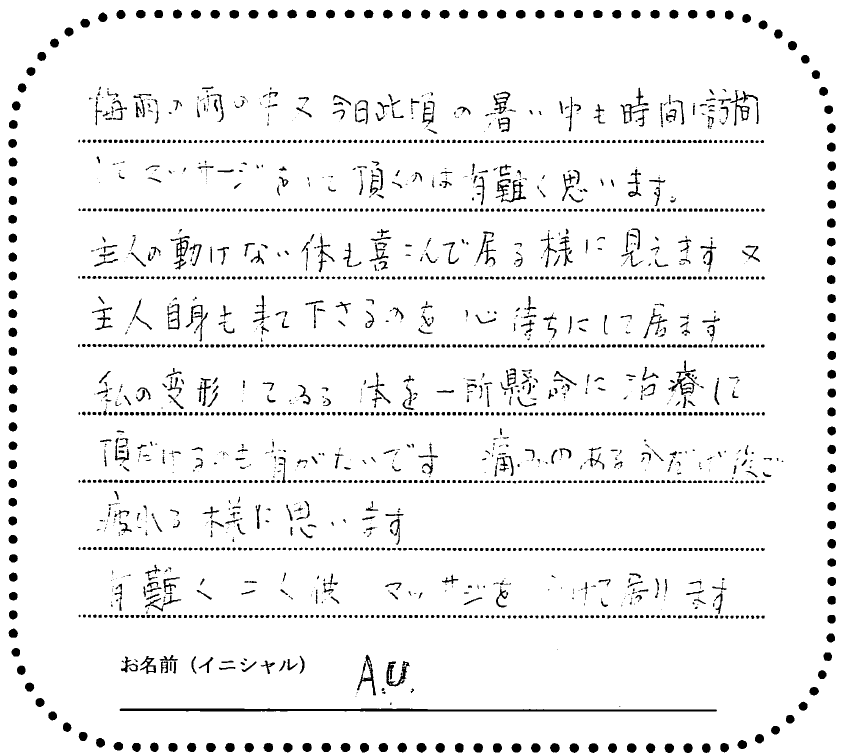 梅雨の雨の中又今日此頃の暑い中も時間に訪問
してマッサージをして頂くのは有難く思います。
主人の動けない体も喜こんで居る様に見えます 又
主人自身も来て下さるのを 心待ちにして居ます
私の変形してゐる 体を一所懸命に 治療して
頂だけるのも有がたいです 痛みのある分だけ後で
疲れる様に思います
有難く マッサジを うけて居ります
お名前（イニシャル） A.U.